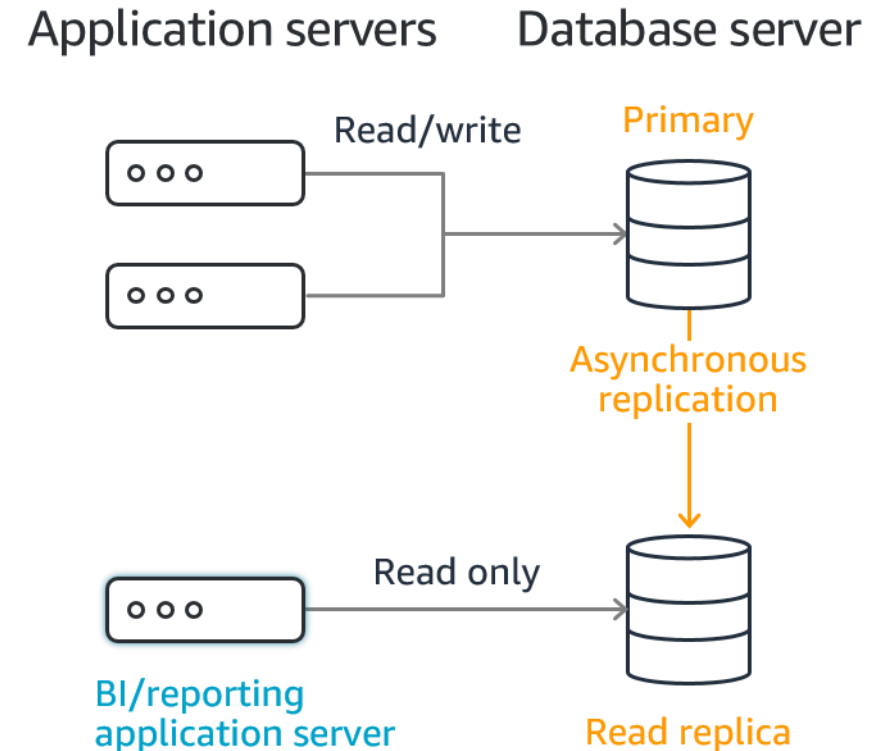 Application servers
Database server
Read/write
Primary
Asynchronous
replication
Read only
BI/reporting
application server
Read replica